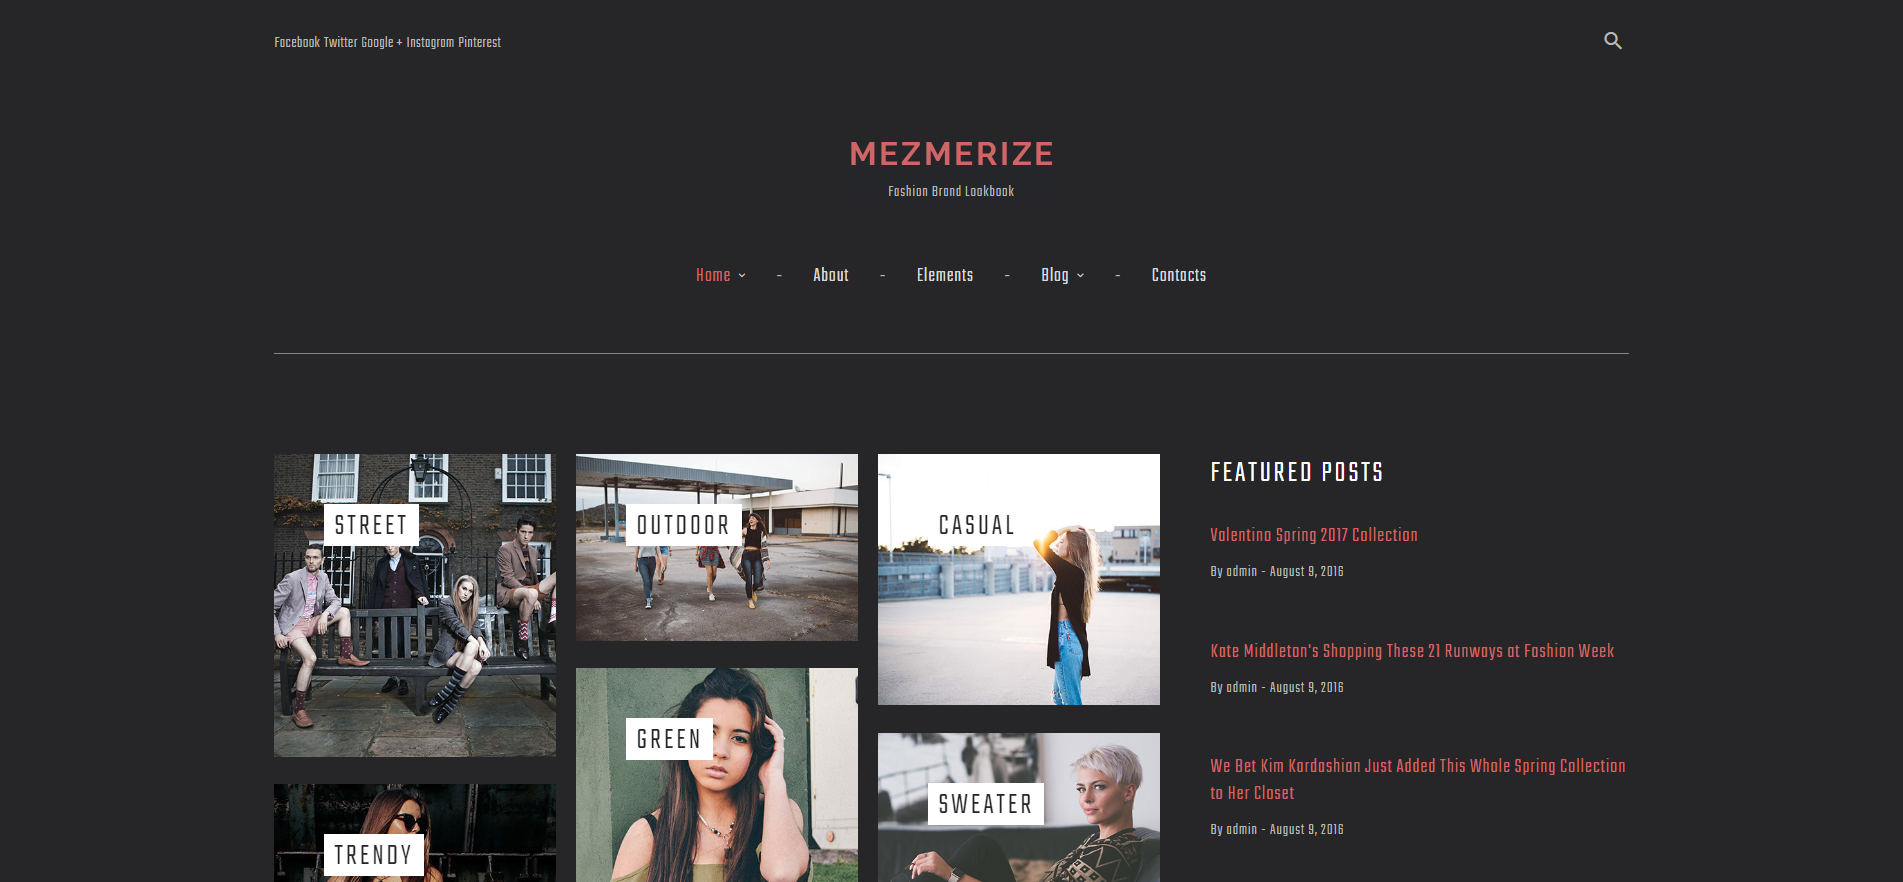 Facebook Twitter Google + Instagram Pinterest
MEZMERIZE
Fashion Brand Lookbook
Home - About - Elements - Blog - Contacts
STREET
OUTDOOR
CASUAL
GREEN
SWEATER
TRENDY
FEATURED POSTS
Valentino Spring 2017 Collection
By admin - August 9, 2016
Kate Middleton's Shopping These 21 Runways at Fashion Week
By admin - August 9, 2016
We Bet Kim Kardashian Just Added This Whole Spring Collection
to Her Closet
By admin - August 9, 2016